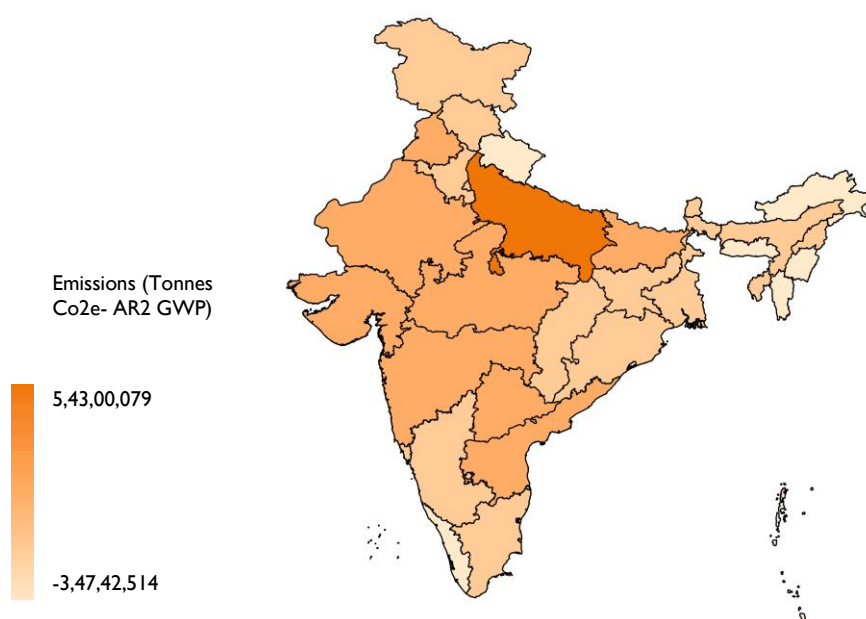 Emissions (Tonnes
Co2e- AR2 GWP)
5,43,00,079
-3,47,42,514